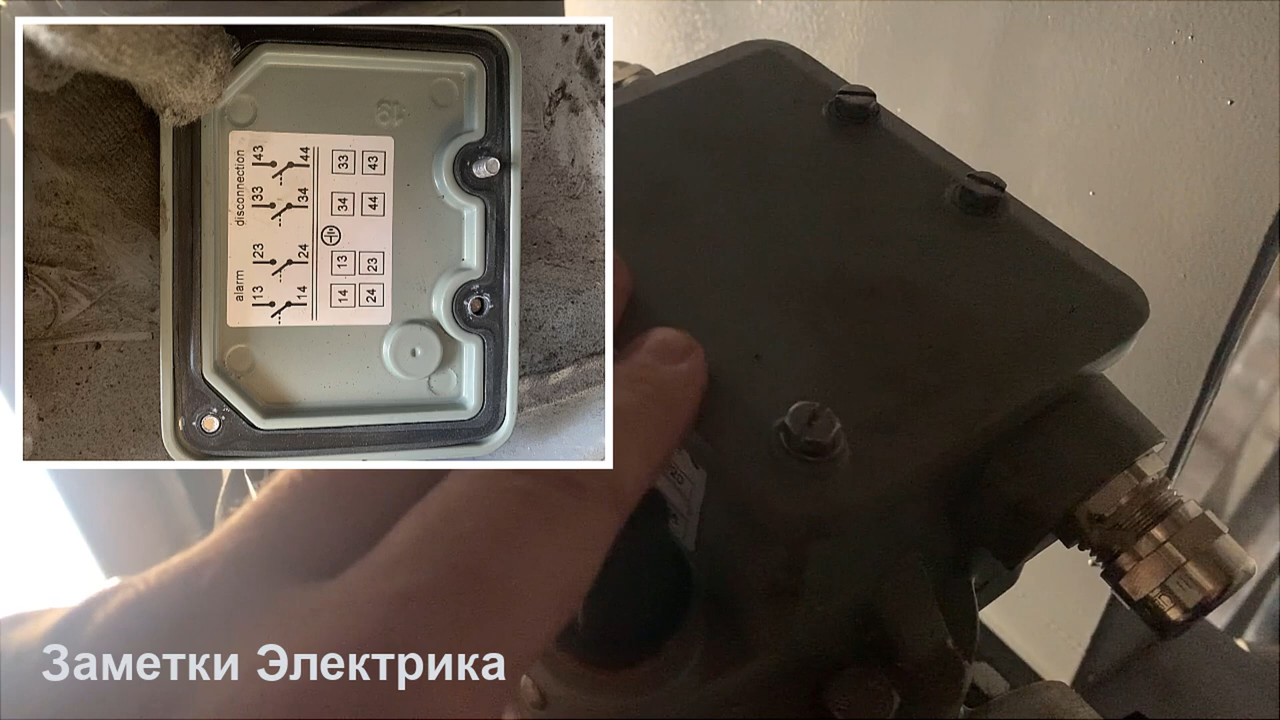 alarm disconnection
13 23 33 43
14 24 34 44
14 13 34 33
24 23 44 43
Заметки Электрика